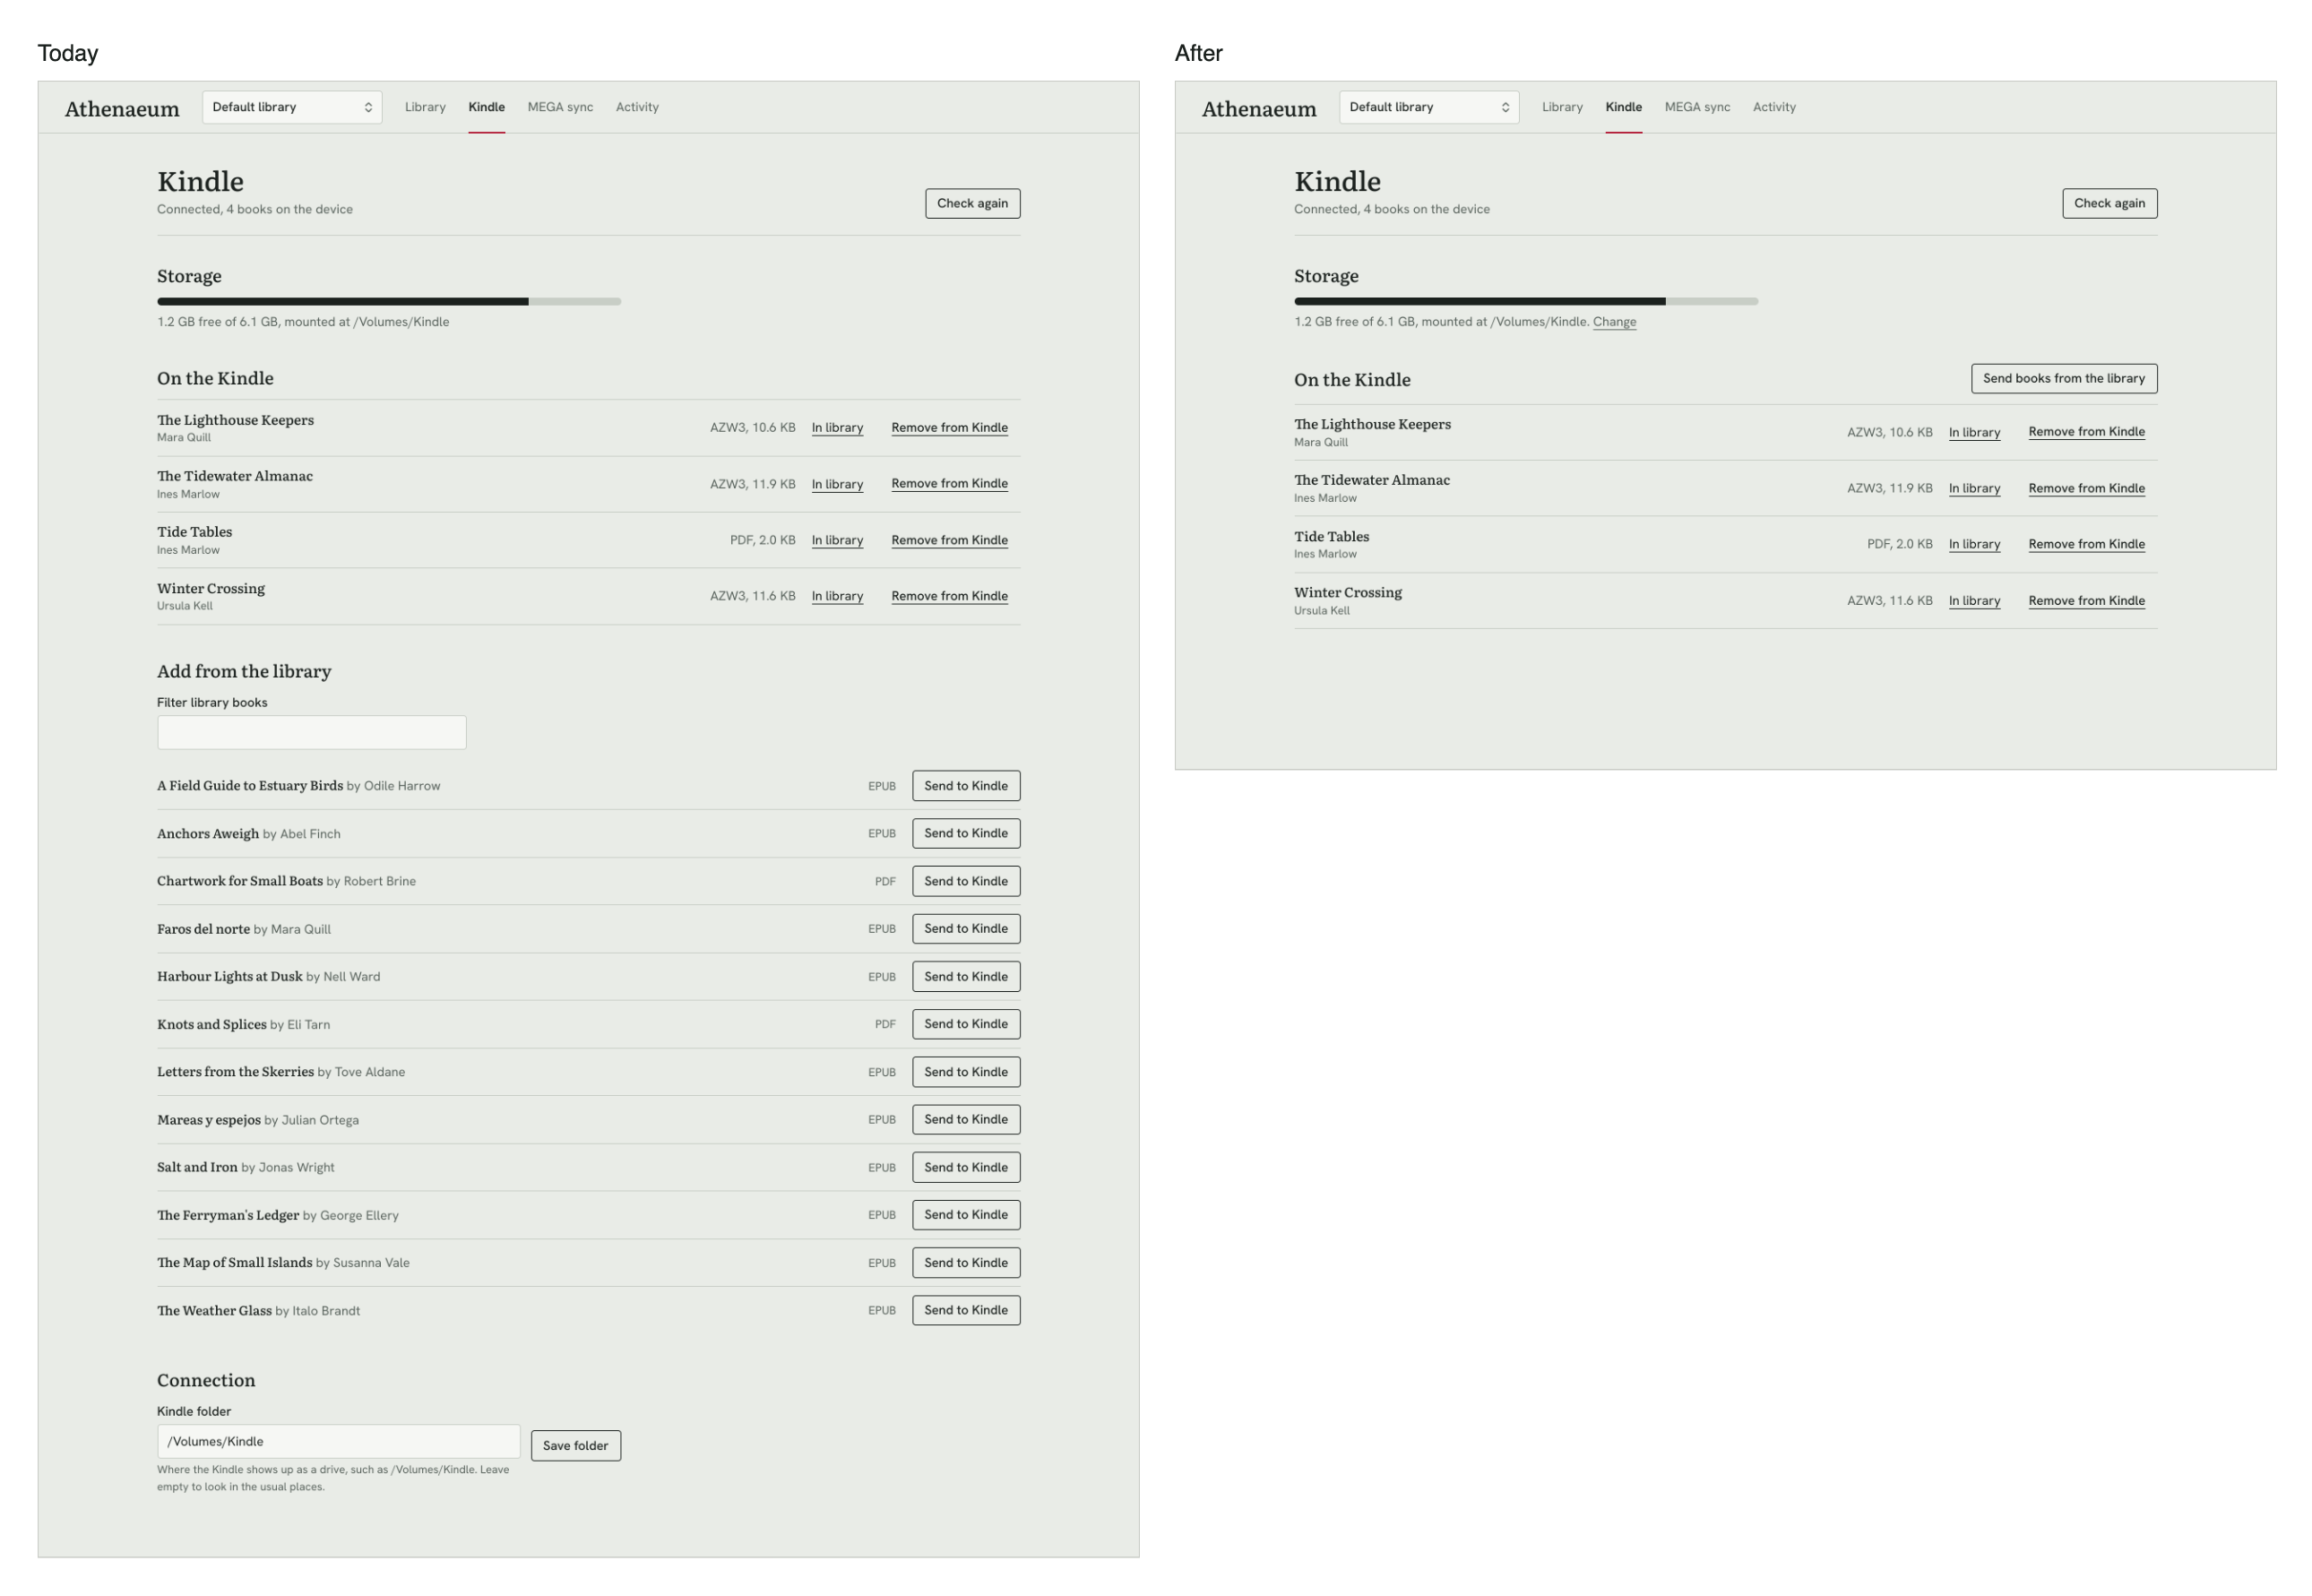 Today
Athenaeum Default library Library Kindle MEGA sync Activity
Kindle
Connected, 4 books on the device
Check again
Storage
1.2 GB free of 6.1 GB, mounted at /Volumes/Kindle
On the Kindle
The Lighthouse Keepers
Mara Quill
AZW3, 10.6 KB In library Remove from Kindle
The Tidewater Almanac
Ines Marlow
AZW3, 11.9 KB In library Remove from Kindle
Tide Tables
Ines Marlow
PDF, 2.0 KB In library Remove from Kindle
Winter Crossing
Ursula Kell
AZW3, 11.6 KB In library Remove from Kindle
Add from the library
Filter library books
A Field Guide to Estuary Birds by Odile Harrow EPUB Send to Kindle
Anchors Aweigh by Abel Finch EPUB Send to Kindle
Chartwork for Small Boats by Robert Brine PDF Send to Kindle
Faros del norte by Mara Quill EPUB Send to Kindle
Harbour Lights at Dusk by Nell Ward EPUB Send to Kindle
Knots and Splices by Eli Tarn PDF Send to Kindle
Letters from the Skerries by Tove Aldane EPUB Send to Kindle
Mareas y espejos by Julian Ortega EPUB Send to Kindle
Salt and Iron by Jonas Wright EPUB Send to Kindle
The Ferryman's Ledger by George Ellery EPUB Send to Kindle
The Map of Small Islands by Susanna Vale EPUB Send to Kindle
The Weather Glass by Italo Brandt EPUB Send to Kindle
Connection
Kindle folder
/Volumes/Kindle Save folder
Where the Kindle shows up as a drive, such as /Volumes/Kindle. Leave
empty to look in the usual places.
After
Athenaeum Default library Library Kindle MEGA sync Activity
Kindle
Connected, 4 books on the device
Check again
Storage
1.2 GB free of 6.1 GB, mounted at /Volumes/Kindle. Change
On the Kindle Send books from the library
The Lighthouse Keepers
Mara Quill
AZW3, 10.6 KB In library Remove from Kindle
The Tidewater Almanac
Ines Marlow
AZW3, 11.9 KB In library Remove from Kindle
Tide Tables
Ines Marlow
PDF, 2.0 KB In library Remove from Kindle
Winter Crossing
Ursula Kell
AZW3, 11.6 KB In library Remove from Kindle